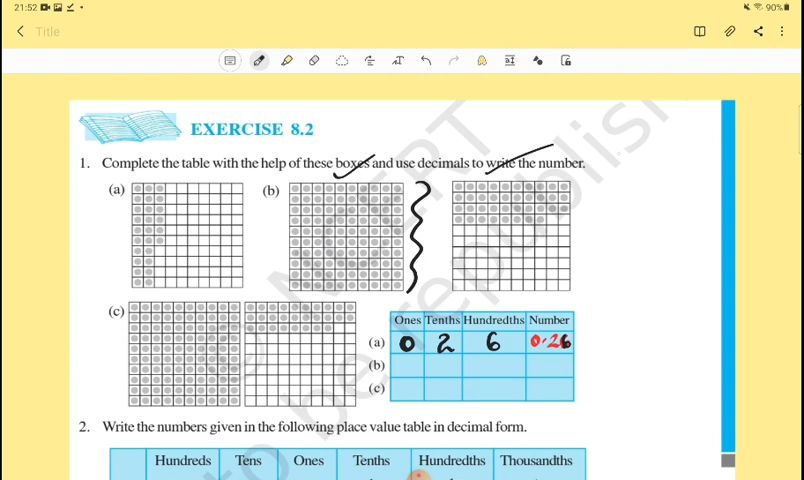 21:52 90%
Title
EXERCISE 8.2
1. Complete the table with the help of these boxes and use decimals to write the number.
(a) (b)
(c)
Ones Tenths Hundredths Number
(a) 0 2 6 0.26
(b)
(c)
2. Write the numbers given in the following place value table in decimal form.
Hundreds Tens Ones Tenths Hundredths Thousandths